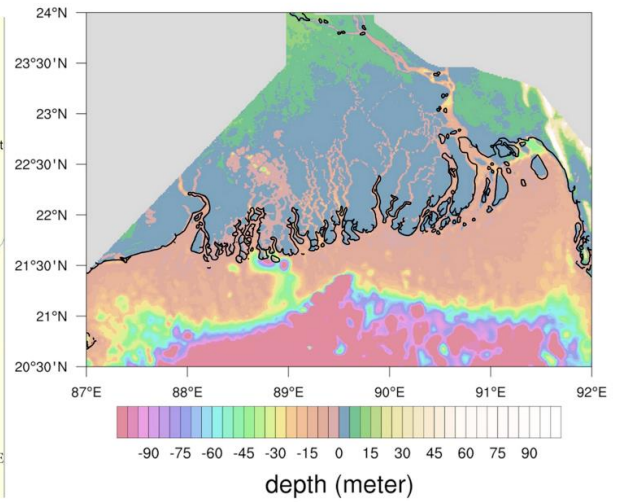 24°N
23°30'N
23°N
22°30'N
22°N
21°30'N
21°N
20°30'N
87°E 88°E 89°E 90°E 91°E 92°E
-90 -75 -60 -45 -30 -15 0 15 30 45 60 75 90
depth (meter)
t
E